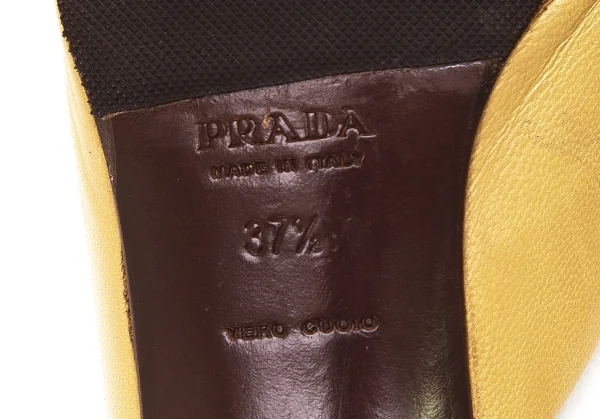 PRADA
MADE IN ITALY
37½
VERO CUOIO